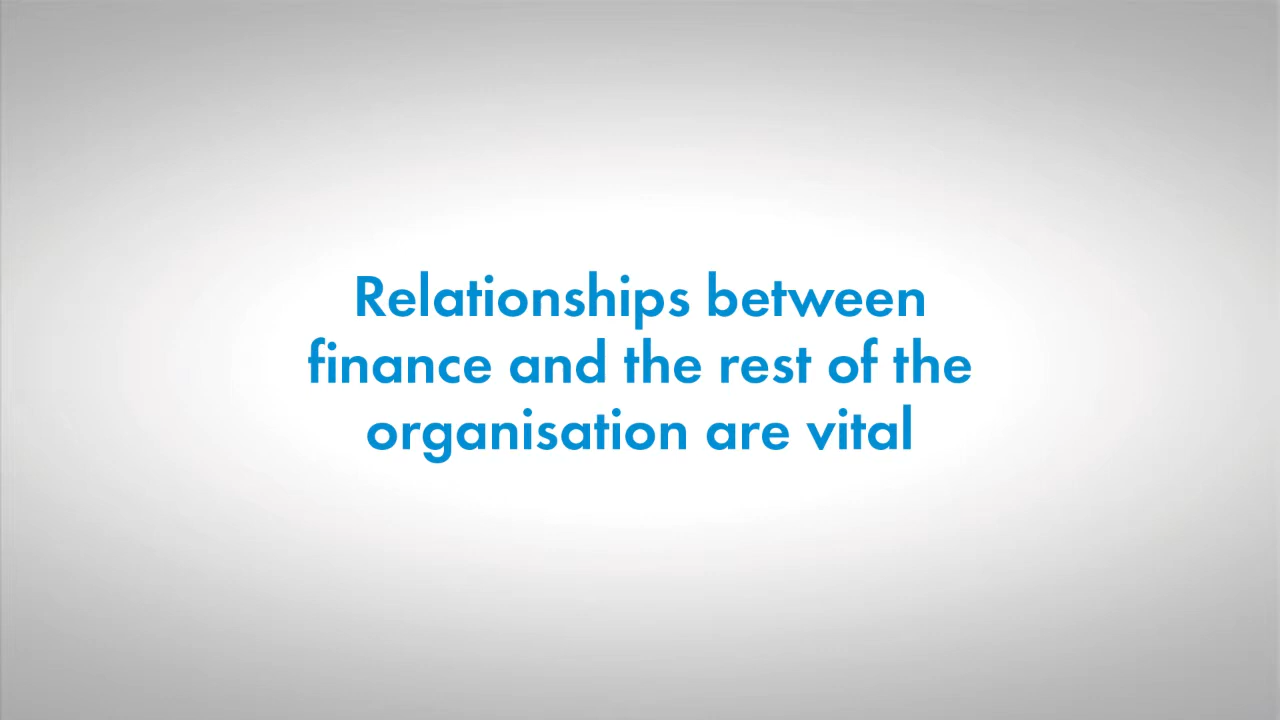 Relationships between
finance and the rest of the
organisation are vital